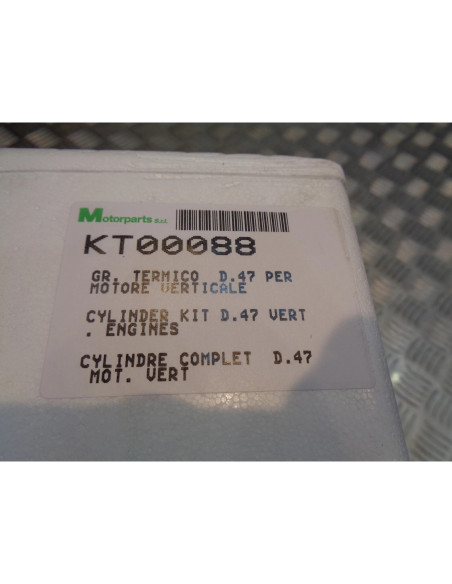 Motorparts S.r.l.
KT00088
GR. TERMICO D.47 PER
MOTORE VERTICALE
CYLINDER KIT D.47 VERT
. ENGINES
CYLINDRE COMPLET D.47
MOT. VERT